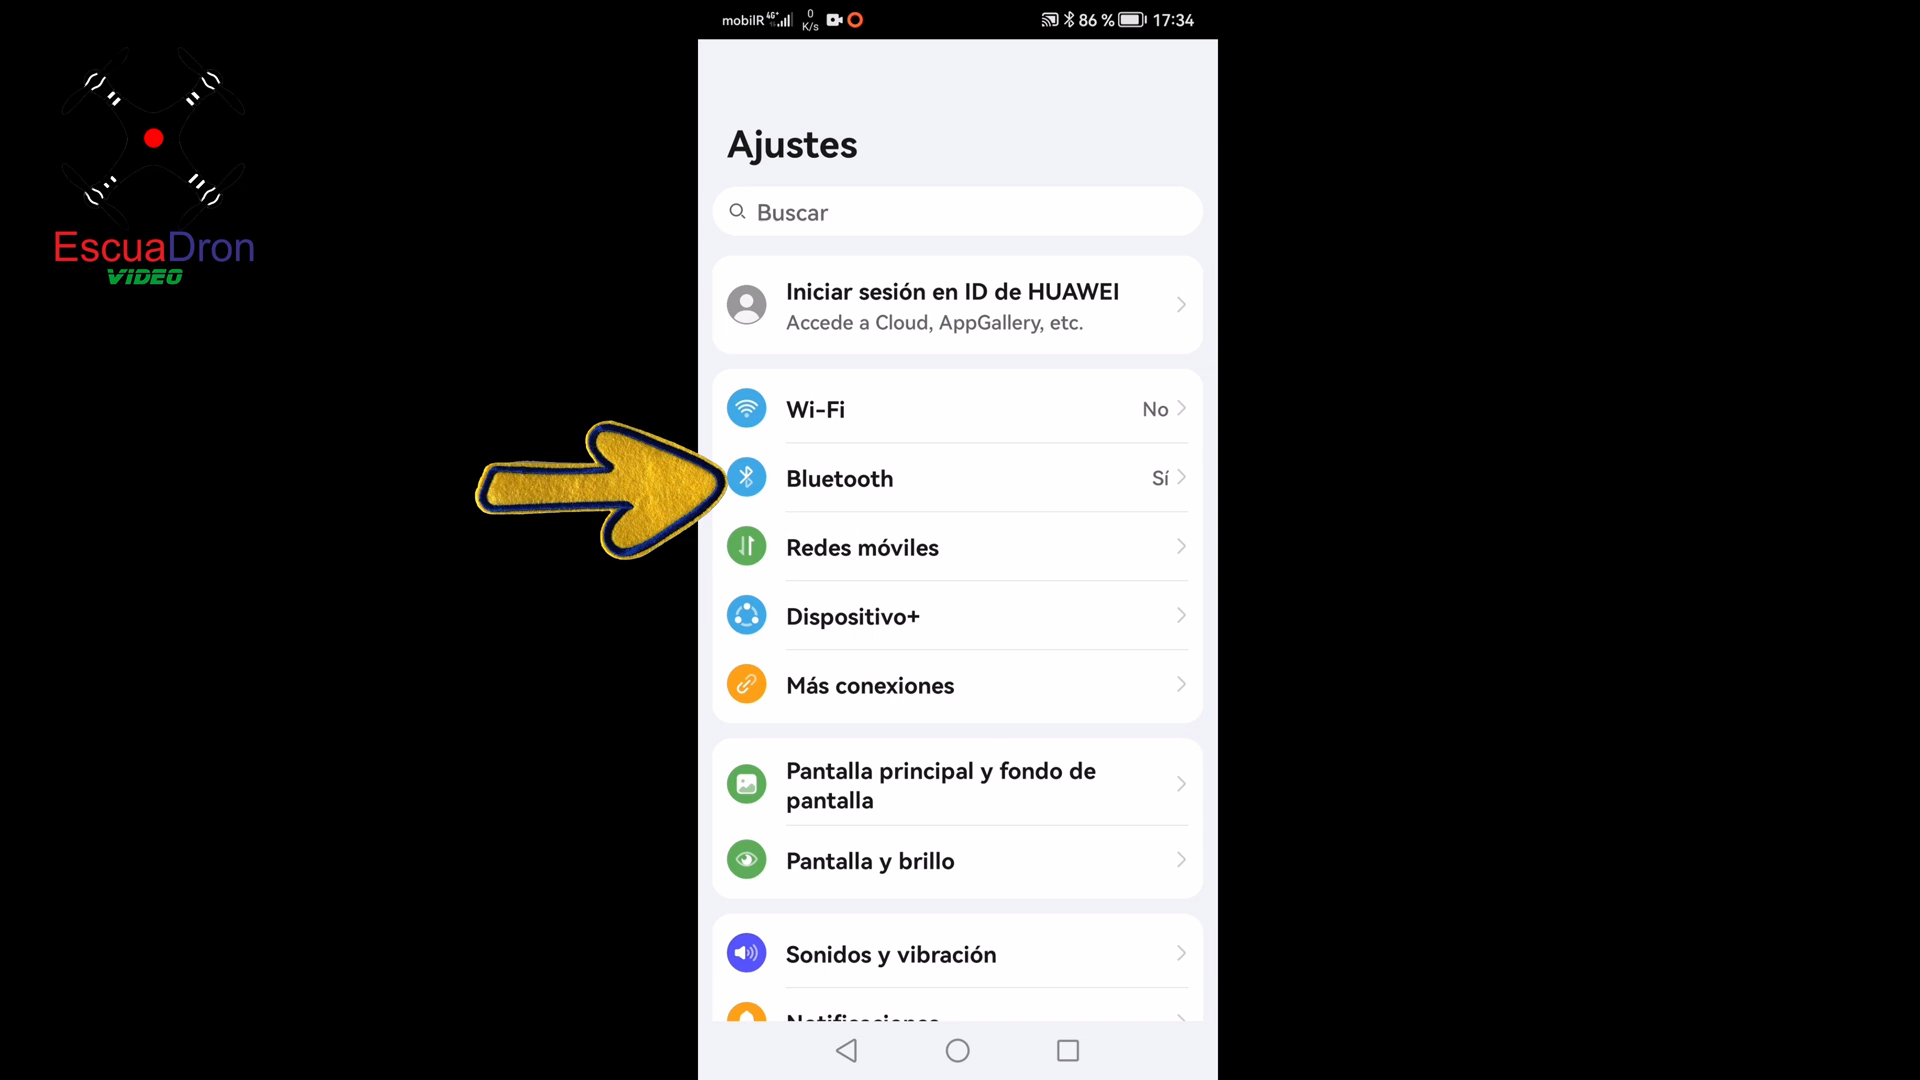 mobilR 4G+ 0 K/s 86 % 17:34
EscuaDron
VIDEO
Ajustes
Buscar
Iniciar sesión en ID de HUAWEI
Accede a Cloud, AppGallery, etc.
Wi-Fi No
Bluetooth Sí
Redes móviles
Dispositivo+
Más conexiones
Pantalla principal y fondo de
pantalla
Pantalla y brillo
Sonidos y vibración
Notificaciones